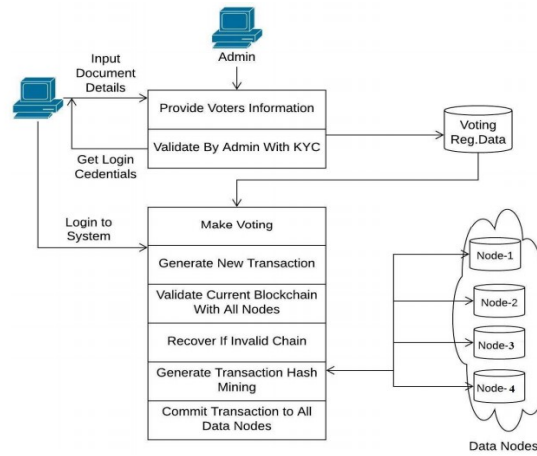 Admin
Input
Document
Details
Provide Voters Information
Validate By Admin With KYC
Get Login
Cedentials
Voting
Reg.Data
Login to
System
Make Voting
Generate New Transaction
Validate Current Blockchain
With All Nodes
Recover If Invalid Chain
Generate Transaction Hash
Mining
Commit Transaction to All
Data Nodes
Node-1
Node-2
Node-3
Node-4
Data Nodes